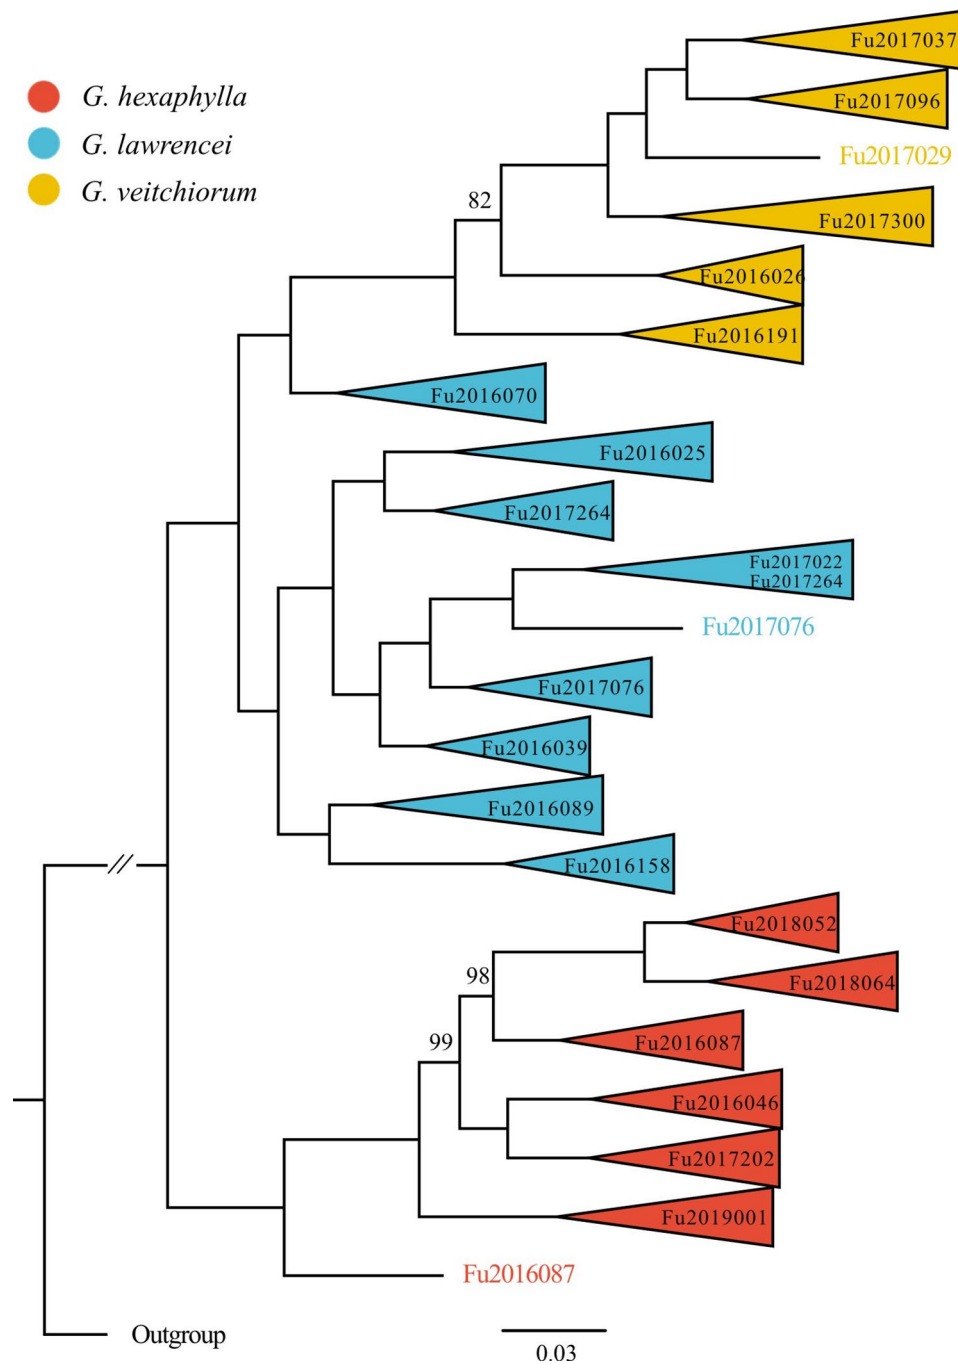 G. hexaphylla
G. lawrencei
G. veitchiorum
Fu2017037
Fu2017096
Fu2017029
82
Fu2017300
Fu2016026
Fu2016191
Fu2016070
Fu2016025
Fu2017264
Fu2017022
Fu2017264
Fu2017076
Fu2017076
Fu2016039
Fu2016089
Fu2016158
Fu2018052
98
Fu2018064
99
Fu2016087
Fu2016046
Fu2017202
Fu2019001
Fu2016087
Outgroup
0.03